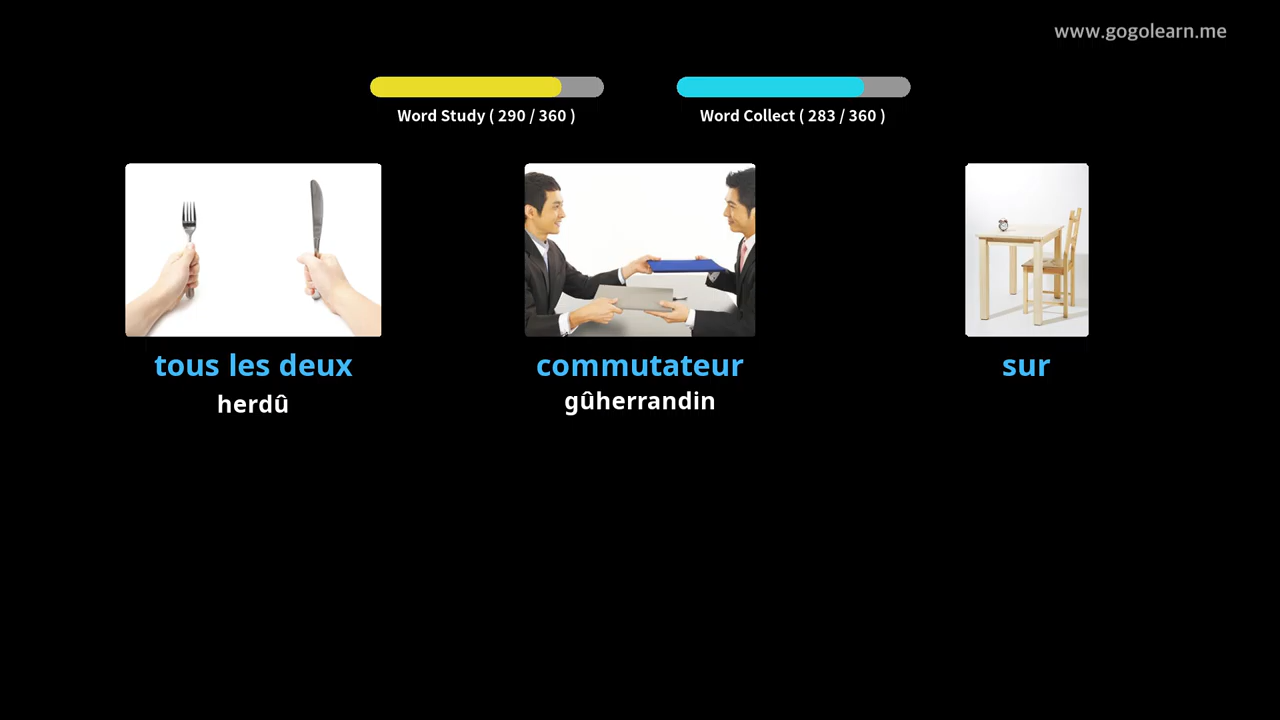 www.gogolearn.me
Word Study ( 290 / 360 )
Word Collect ( 283 / 360 )
tous les deux
herdû
commutateur
gûherrandin
sur